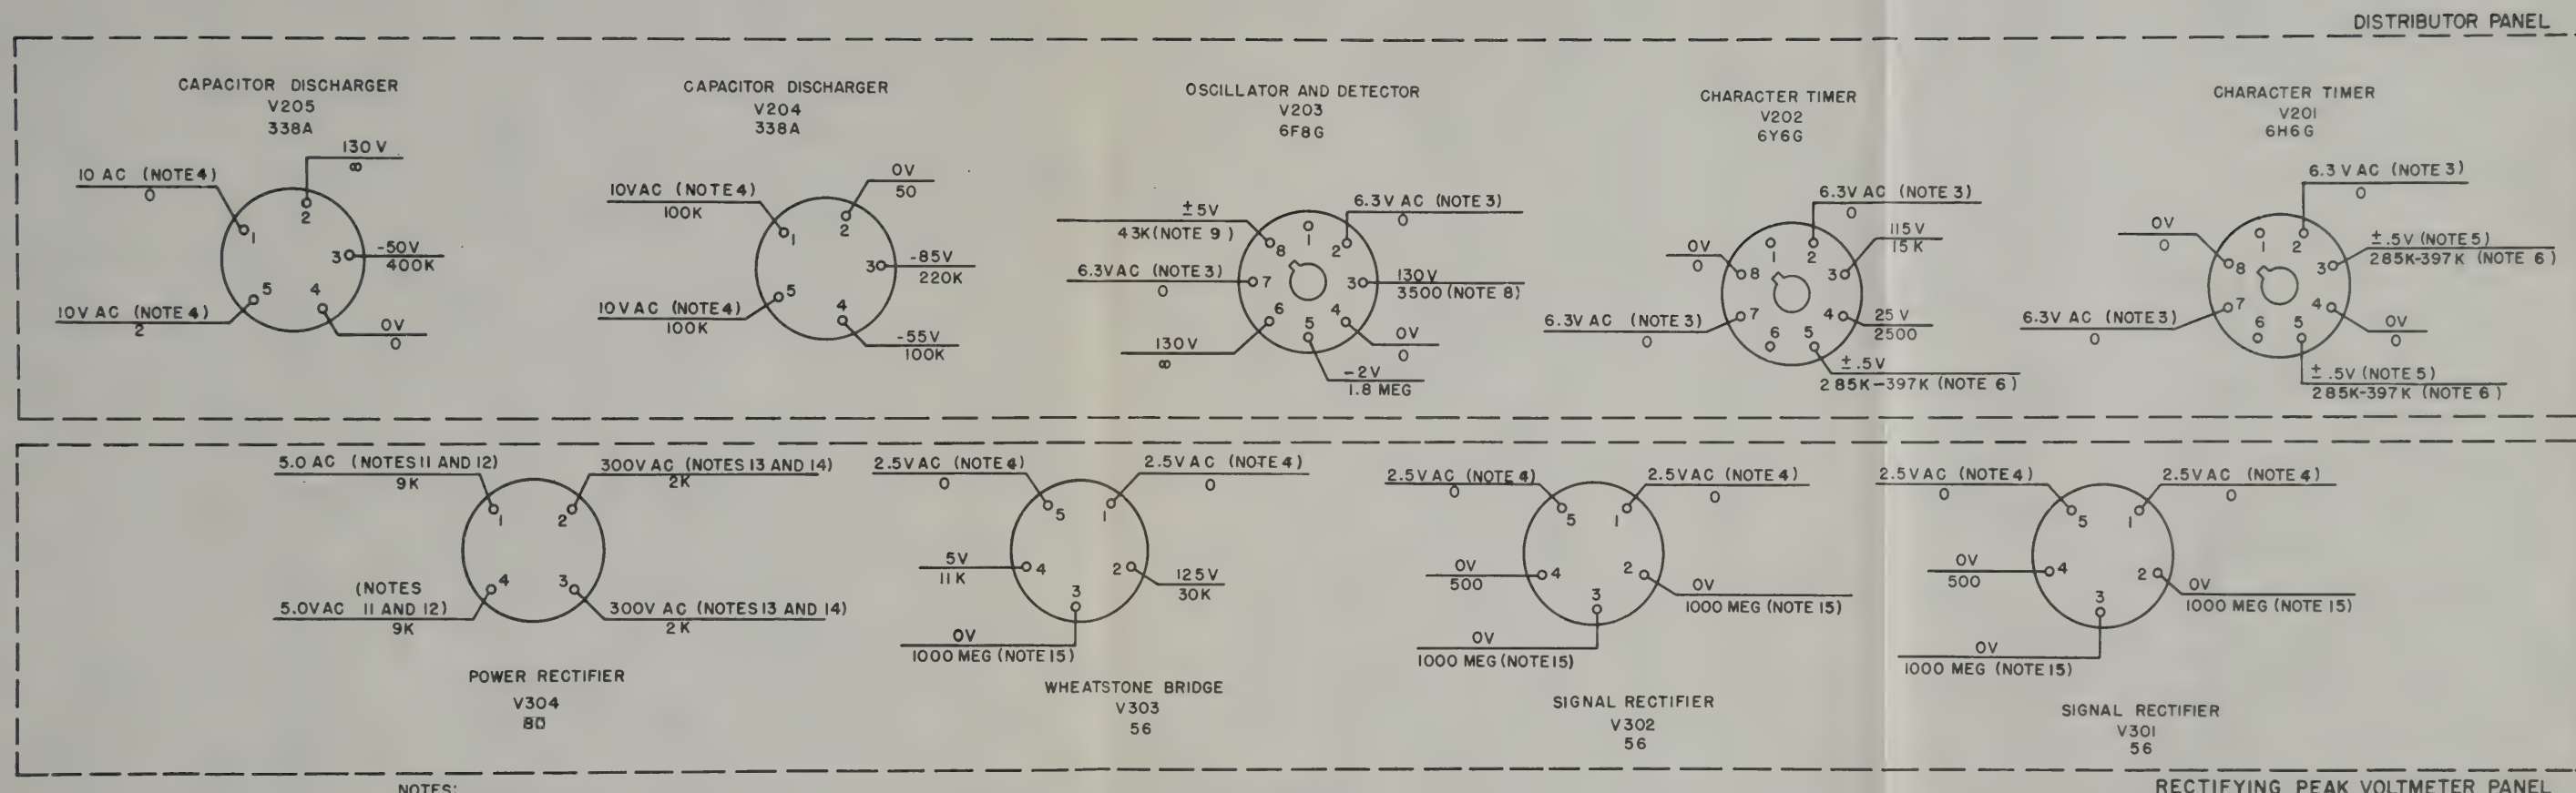 DISTRIBUTOR PANEL
CAPACITOR DISCHARGER
V205
338A
130 V
∞
10 AC (NOTE 4)
0
2
1
3
-50V
400K
5
4
10V AC (NOTE 4)
2
0V
0
CAPACITOR DISCHARGER
V204
338A
0V
50
10VAC (NOTE 4)
100K
2
1
3
-85V
220K
5
4
10VAC (NOTE 4)
100K
-55V
100K
OSCILLATOR AND DETECTOR
V203
6F8G
±5V
43K(NOTE 9)
6.3V AC (NOTE 3)
0
1
8
2
6.3VAC (NOTE 3)
0
7
3
130V
3500 (NOTE 8)
6
5
4
130V
∞
0V
0
-2V
1.8 MEG
CHARACTER TIMER
V202
6Y6G
6.3V AC (NOTE 3)
0
115V
15K
0V
0
1
2
8
3
7
4
6
5
6.3V AC (NOTE 3)
0
25V
2500
±.5V
285K-397K (NOTE 6)
CHARACTER TIMER
V201
6H6G
6.3 V AC (NOTE 3)
0
0V
0
±.5V (NOTE 5)
285K-397K (NOTE 6)
1
2
8
3
7
4
6
5
6.3V AC (NOTE 3)
0
0V
0
±.5V (NOTE 5)
285K-397K (NOTE 6)
5.0 AC (NOTES 11 AND 12)
9K
300V AC (NOTES 13 AND 14)
2K
1
2
4
3
(NOTES
5.0VAC 11 AND 12)
9K
300V AC (NOTES 13 AND 14)
2K
POWER RECTIFIER
V304
80
2.5VAC (NOTE 4)
0
2.5V AC (NOTE 4)
0
5
1
5V
11K
4
2
125V
30K
3
0V
1000 MEG (NOTE 15)
WHEATSTONE BRIDGE
V303
56
2.5VAC (NOTE 4)
0
2.5V AC (NOTE 4)
0
5
1
0V
500
4
2
0V
1000 MEG (NOTE 15)
3
0V
1000 MEG (NOTE 15)
SIGNAL RECTIFIER
V302
56
2.5VAC (NOTE 4)
0
2.5V AC (NOTE 4)
0
5
1
0V
500
4
2
0V
1000 MEG (NOTE 15)
3
0V
1000 MEG (NOTE 15)
SIGNAL RECTIFIER
V301
56
NOTES:
RECTIFYING PEAK VOLTMETER PANEL